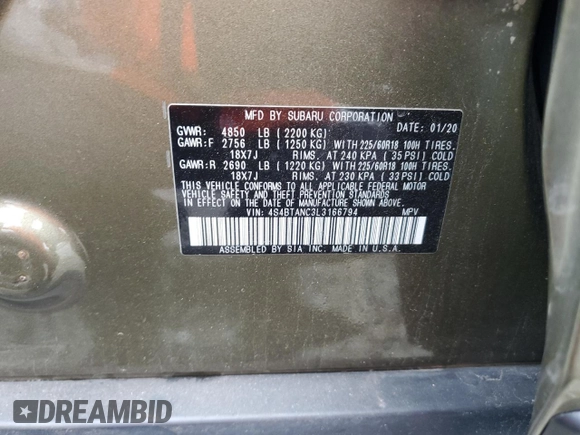 MFD BY SUBARU CORPORATION
GVWR: 4850 LB ( 2200 KG) DATE: 01/20
GAWR:F 2756 LB ( 1250 KG) WITH 225/60R18 100H TIRES.
18X7J RIMS. AT 240 KPA ( 35 PSI) COLD
GAWR:R 2690 LB ( 1220 KG) WITH 225/60R18 100H TIRES.
18X7J RIMS. AT 230 KPA ( 33 PSI) COLD
THIS VEHICLE CONFORMS TO ALL APPLICABLE FEDERAL MOTOR
VEHICLE SAFETY AND THEFT PREVENTION STANDARDS
IN EFFECT ON THE DATE OF MANUFACTURE SHOWN ABOVE.
VIN: 4S4BTANC3L3166794 MPV
ASSEMBLED BY SIA INC. MADE IN U.S.A.
DREAMBID